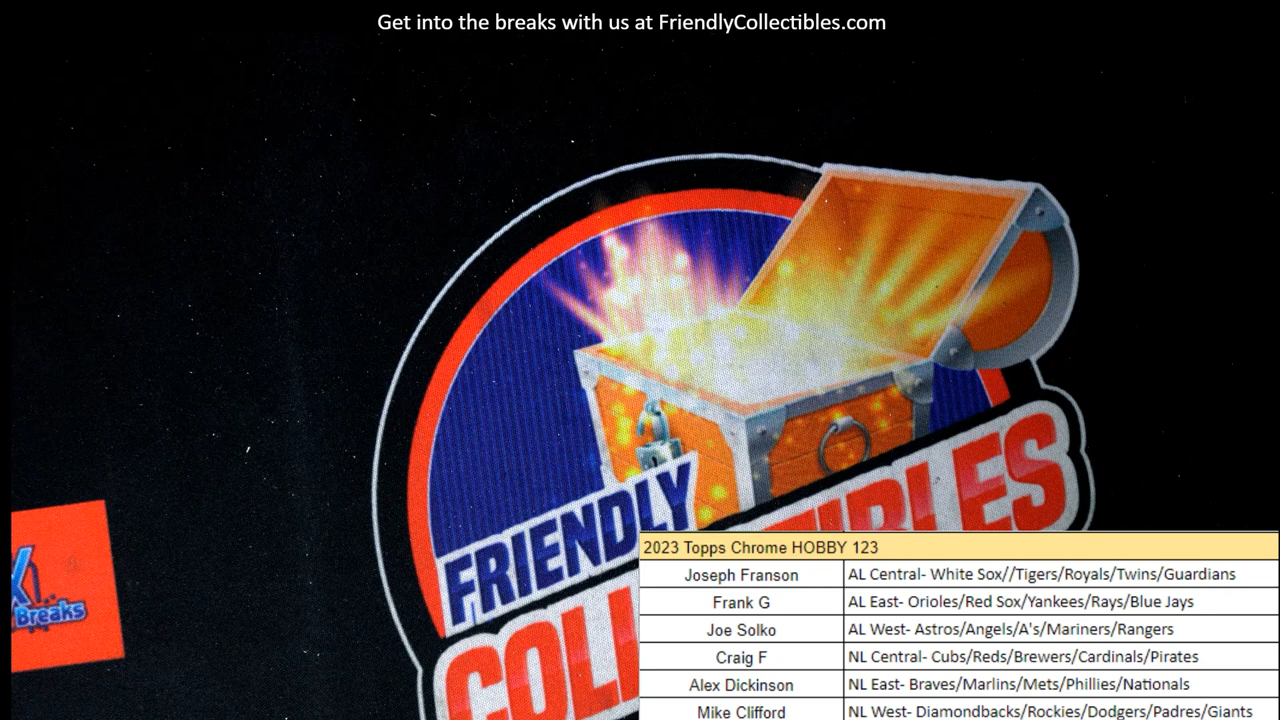 Get into the breaks with us at FriendlyCollectibles.com
FRIENDLY
Breaks
2023 Topps Chrome HOBBY 123
Joseph Franson AL Central- White Sox//Tigers/Royals/Twins/Guardians
Frank G AL East- Orioles/Red Sox/Yankees/Rays/Blue Jays
Joe Solko AL West- Astros/Angels/A's/Mariners/Rangers
Craig F NL Central- Cubs/Reds/Brewers/Cardinals/Pirates
Alex Dickinson NL East- Braves/Marlins/Mets/Phillies/Nationals
Mike Clifford NL West- Diamondbacks/Rockies/Dodgers/Padres/Giants